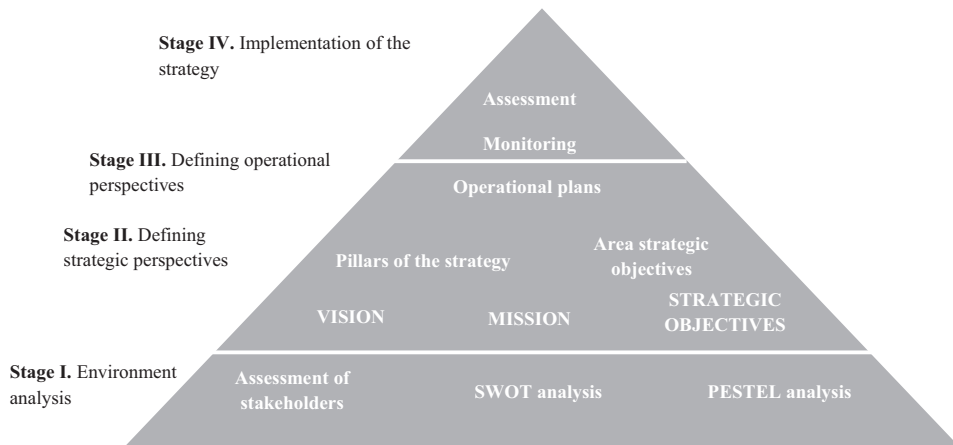 Stage IV. Implementation of the
strategy
Assessment
Monitoring
Stage III. Defining operational
perspectives
Operational plans
Stage II. Defining
strategic perspectives
Pillars of the strategy
Area strategic
objectives
VISION
MISSION
STRATEGIC
OBJECTIVES
Stage I. Environment
analysis
Assessment of
stakeholders
SWOT analysis
PESTEL analysis